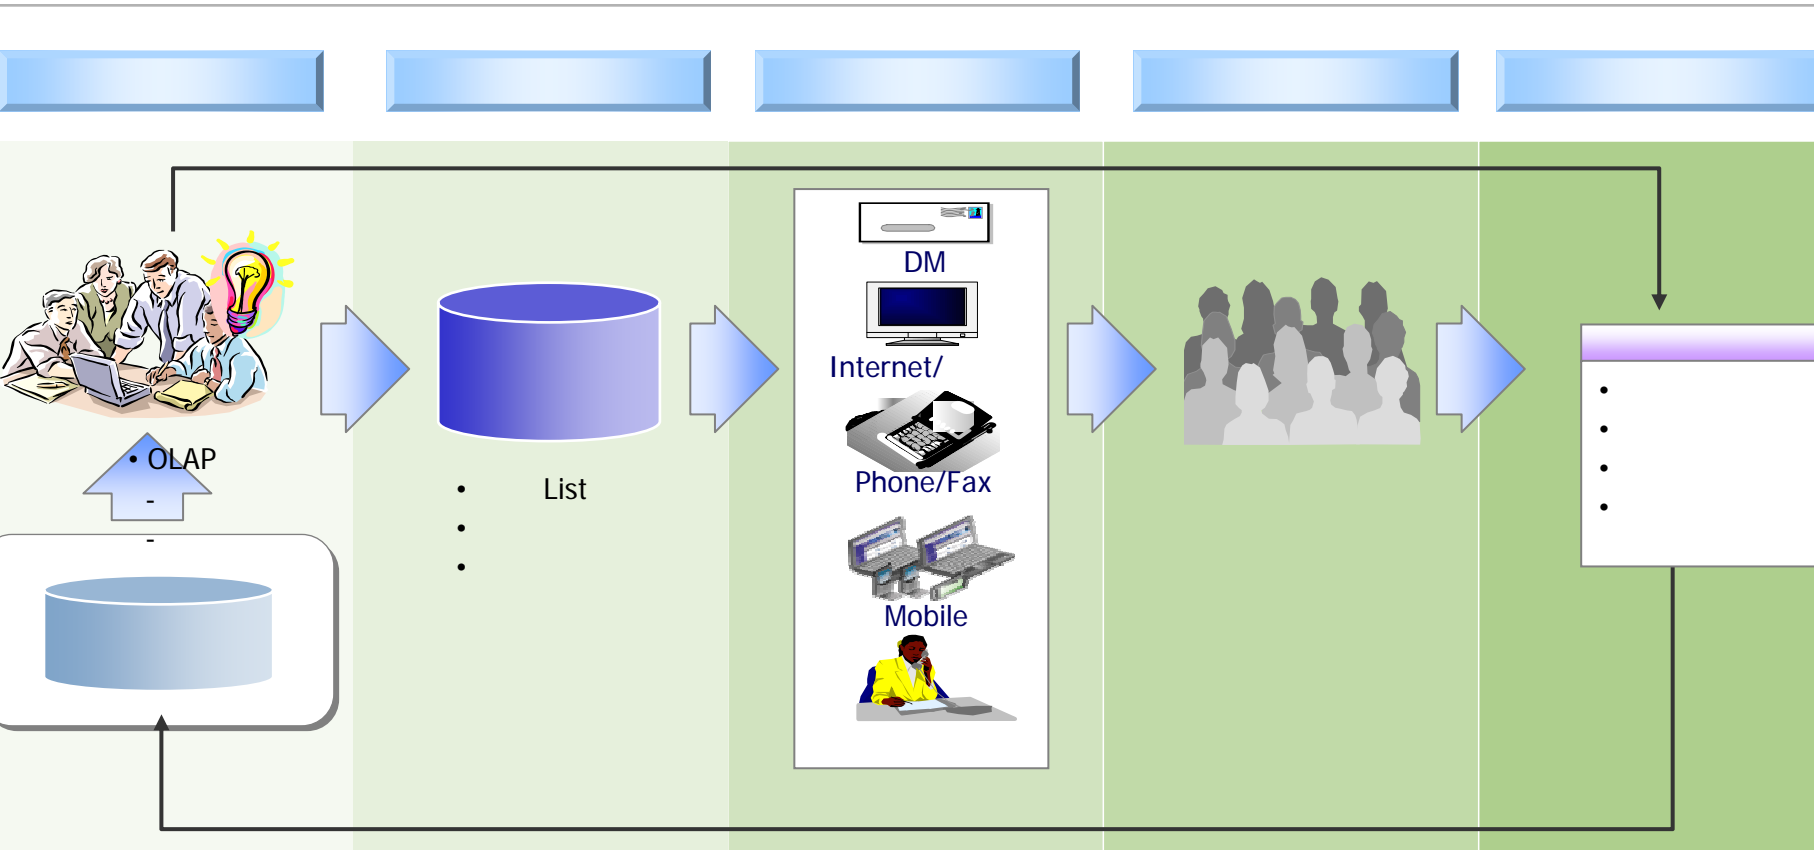 DM
Internet/
Phone/Fax
Mobile
• OLAP
-
-
• List
•
•
•
•
•
•